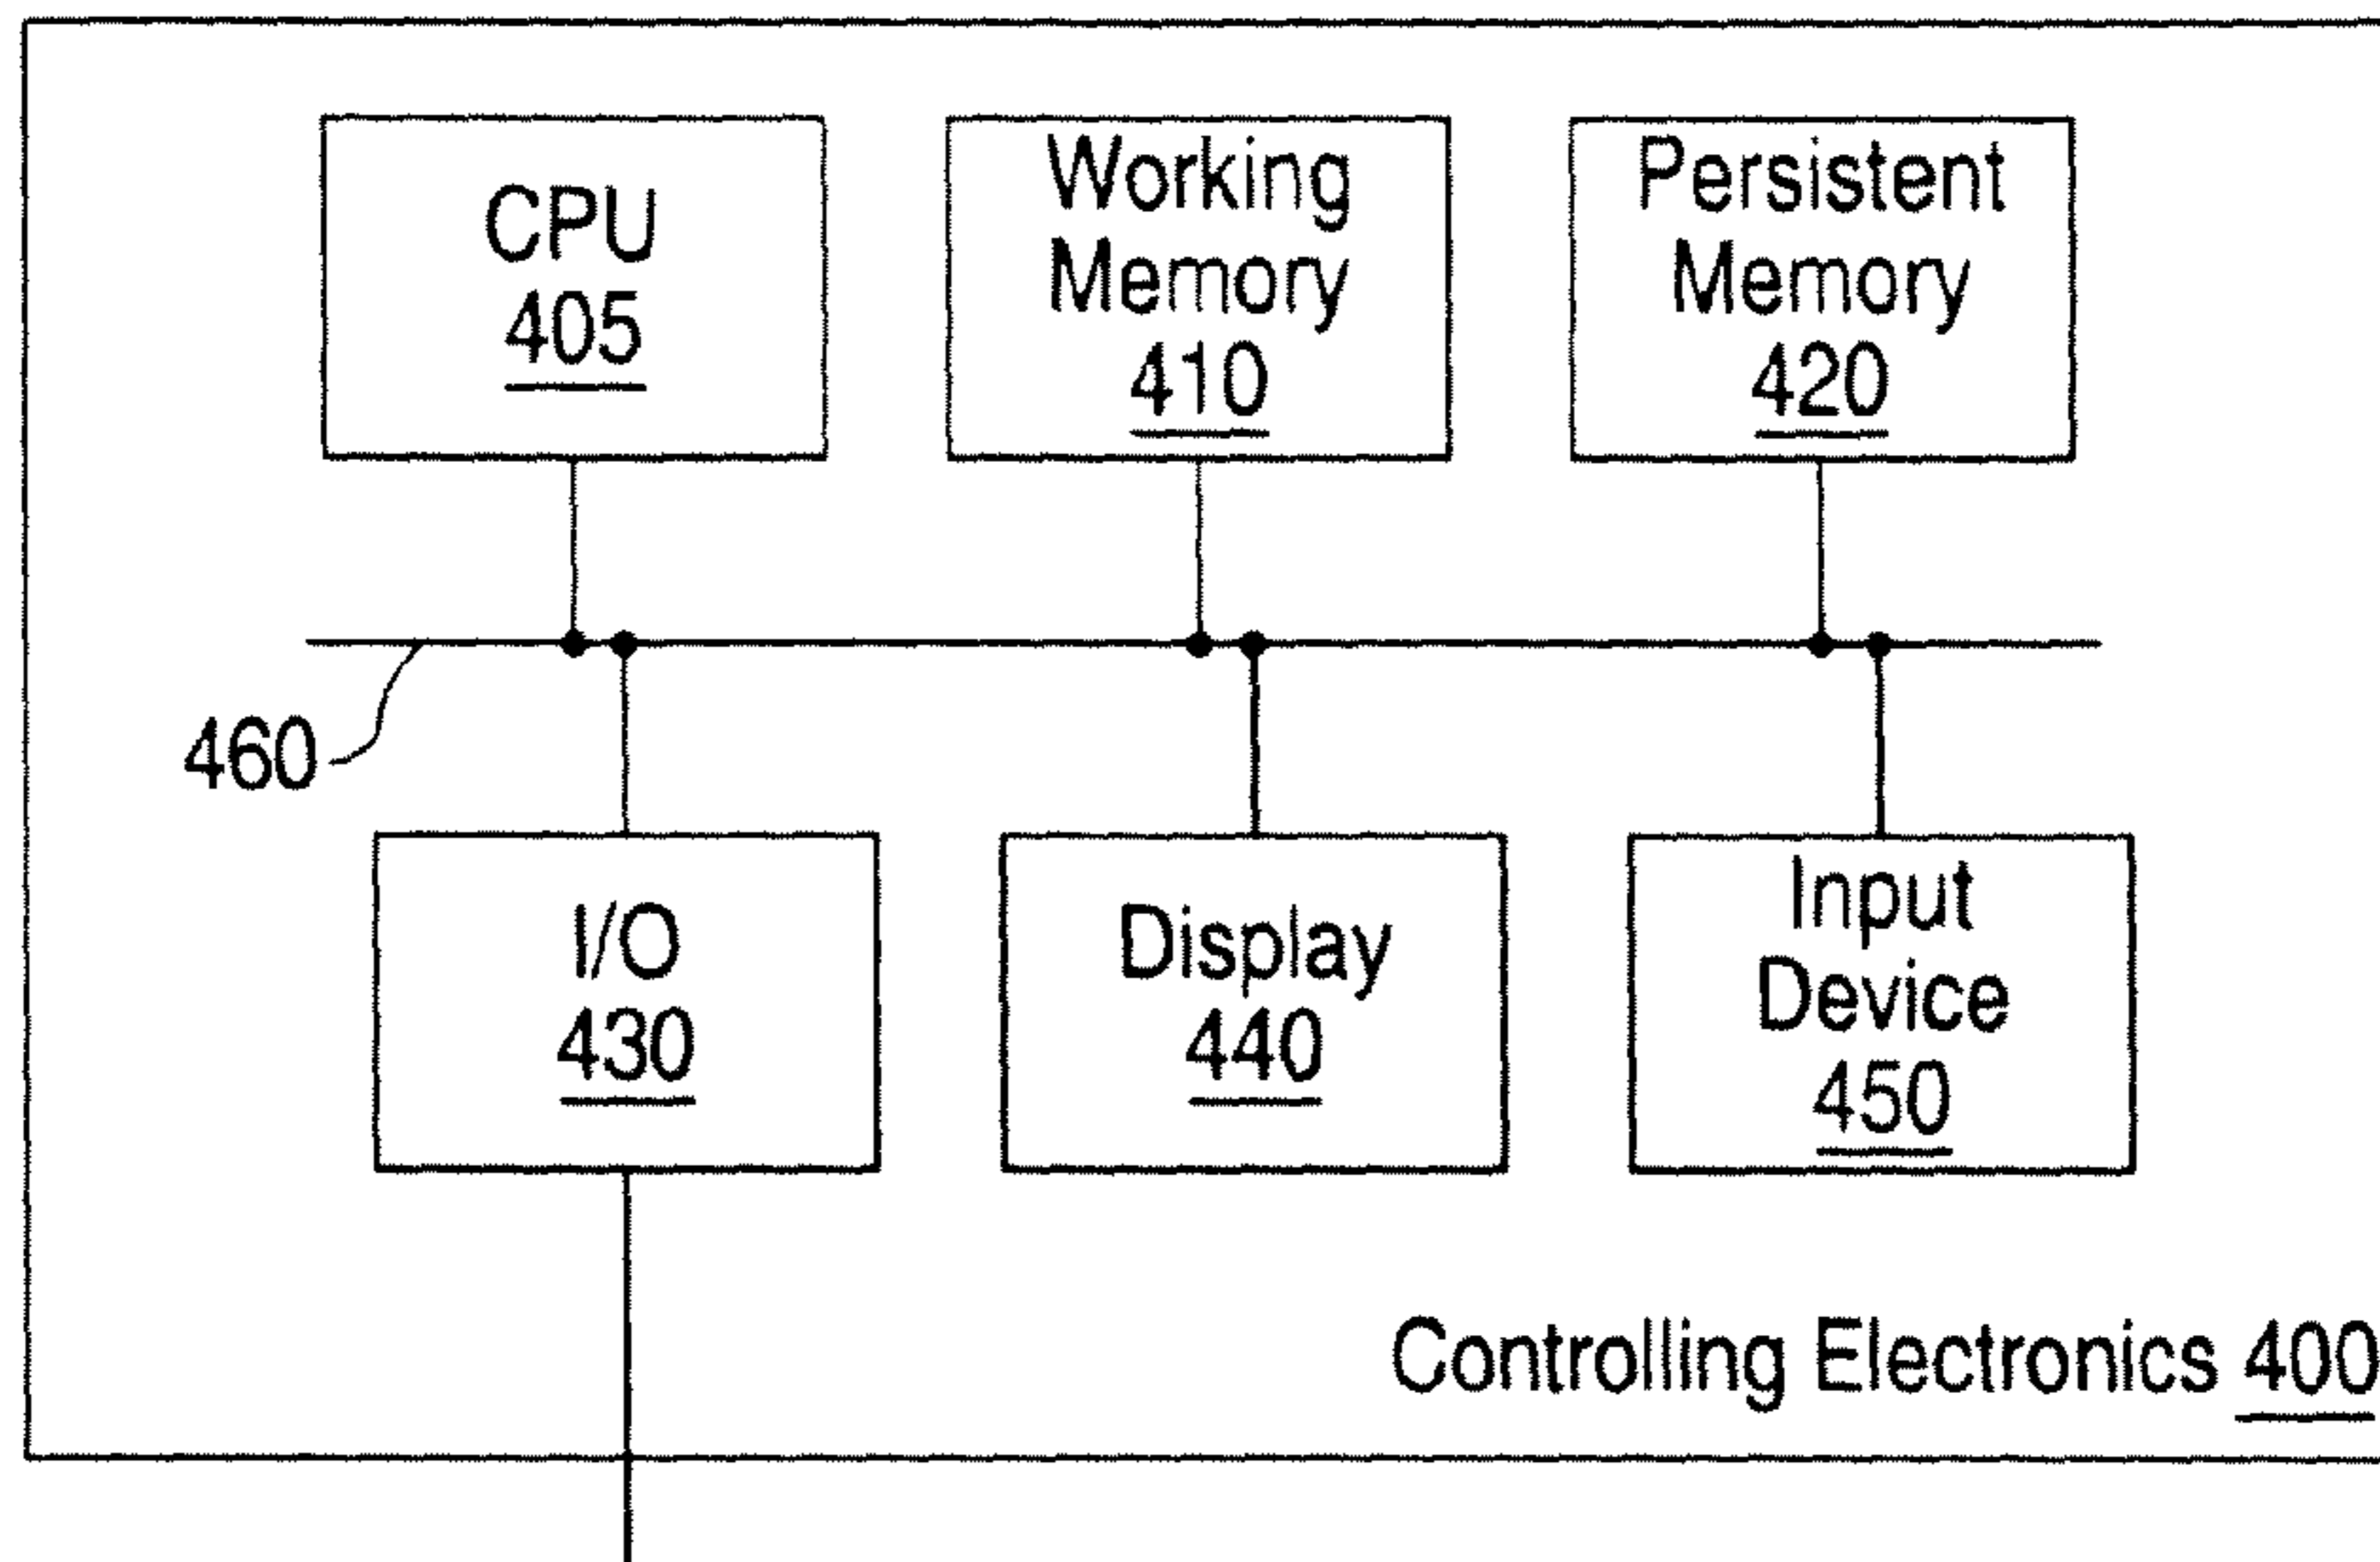 CPU
405
Working
Memory
410
Persistent
Memory
420
460
I/O
430
Display
440
Input
Device
450
Controlling Electronics 400